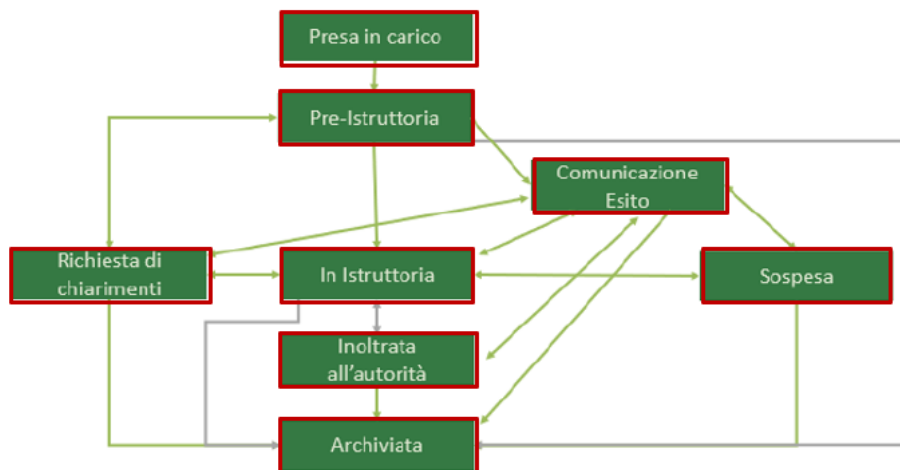 Presa in carico
Pre-Istruttoria
Comunicazione
Esito
Richiesta di
chiarimenti
In Istruttoria
Sospesa
Inoltrata
all'autorità
Archiviata